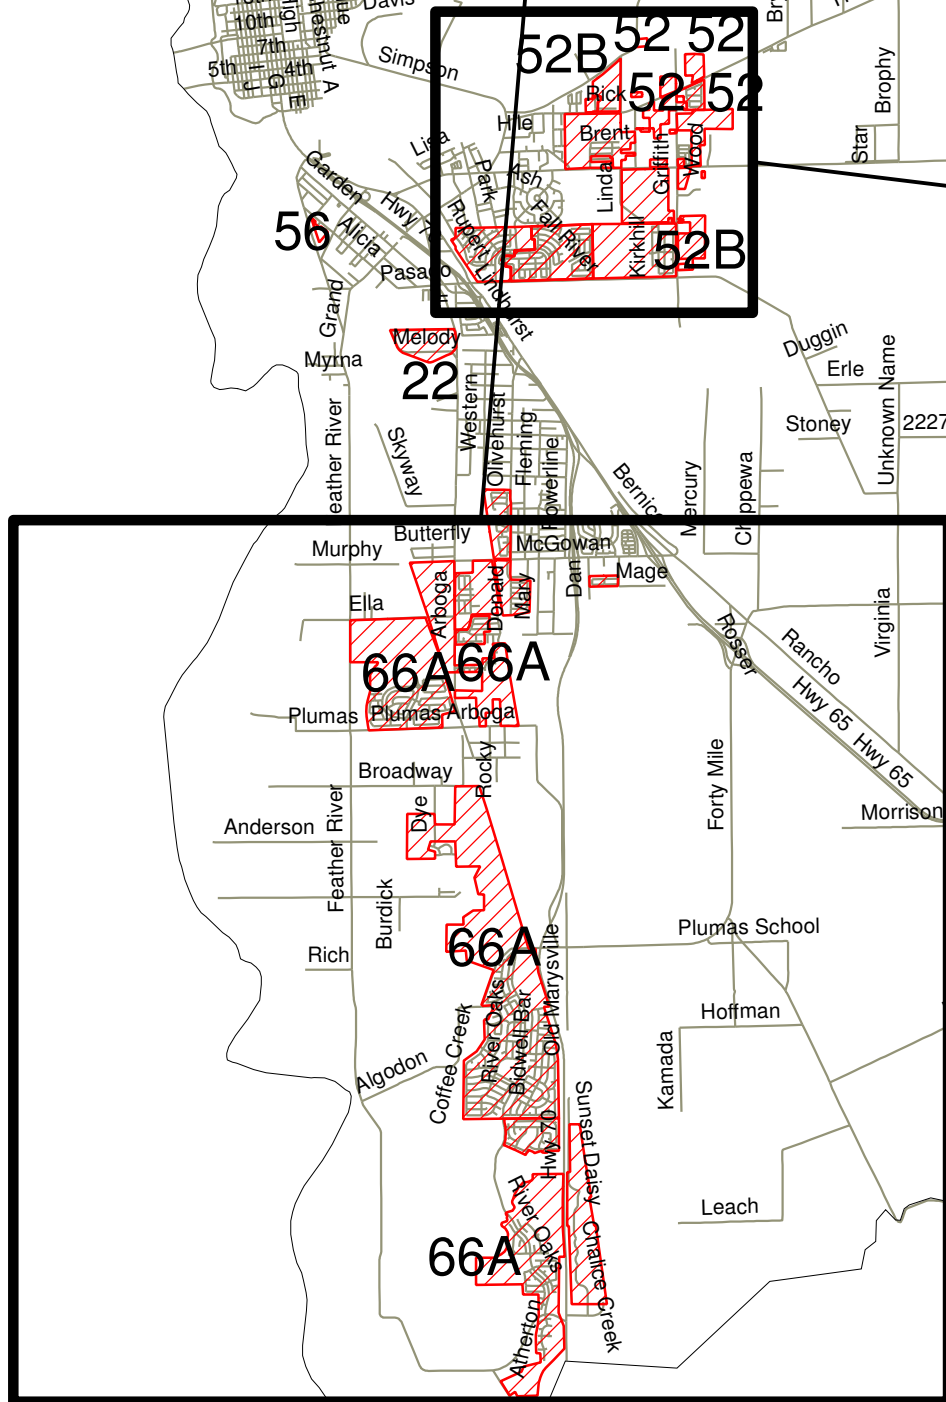 Davis
10th
7th
5th
4th
I
J
G
E
hestnut A
igh
ue
Simpson
52B
52
52
52
52
Rick
Hile
Brent
Lisa
Ash
Park
Linda
Griffith
Wood
Brophy
Star
Garden
Hwy 7
56
Alicia
Rupert
Fall River
Kirkhill
52B
Pasado
Lindhurst
Grand
Melody
Myrna
22
Duggin
Erle
Stoney
Unknown Name
2227
Western
Olivehurst
Fleming
Powerline
Feather River
Skyway
Bernice
Mercury
Chippewa
Butterfly
Murphy
McGowan
Mage
Dan
Arboga
Donald
Mary
Ella
Virginia
Rosser
Rancho
66A
66A
Hwy 65
Hwy 65
Plumas
Plumas Arboga
Broadway
Rocky
Forty Mile
Dye
Anderson
Feather River
Morrison
Burdick
66A
Plumas School
Rich
Old Marysville
River Oaks
Bidwell Bar
Hoffman
Coffee Creek
Kamada
Algodon
Hwy 70
Sunset Daisy
Leach
River Oaks
Chalice Creek
66A
Atherton